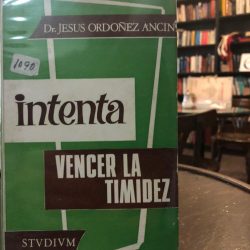 Dr. JESUS ORDOÑEZ ANCIN
1090
intenta
VENCER LA
TIMIDEZ
STVDIVM